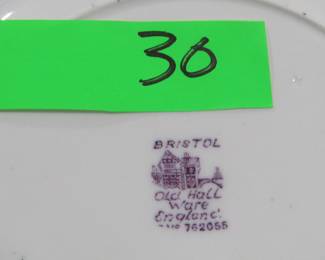 30
BRISTOL
Old Hall
Ware
England
762055